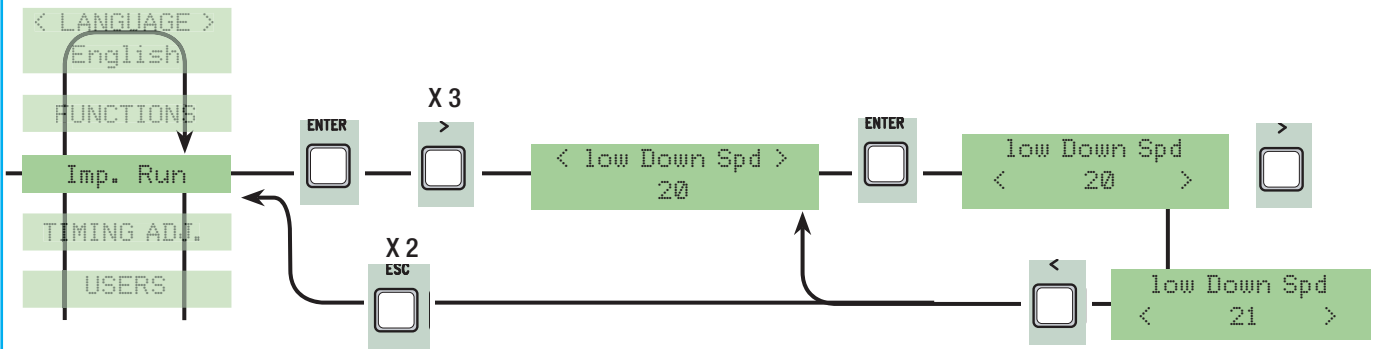 < LANGUAGE >
English
FUNCTIONS
Imp. Run
TIMING ADJ.
USERS
ENTER
X 3
>
< low Down Spd >
20
ENTER
low Down Spd
< 20 >
>
low Down Spd
< 21 >
<
X 2
ESC